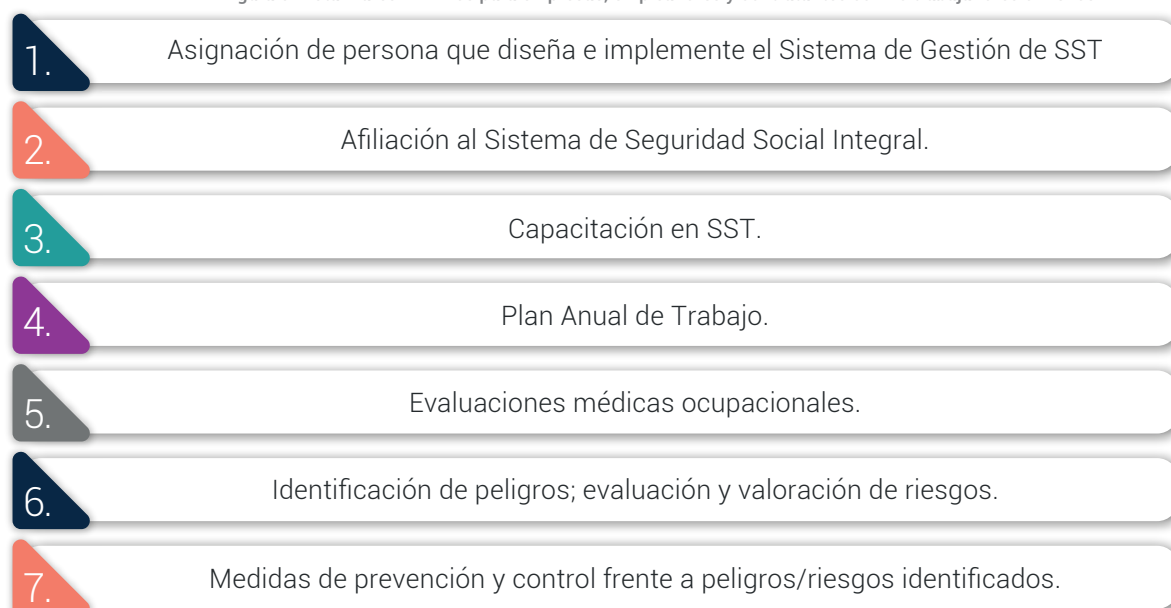 1.
Asignación de persona que diseña e implemente el Sistema de Gestión de SST
2.
Afiliación al Sistema de Seguridad Social Integral.
3.
Capacitación en SST.
4.
Plan Anual de Trabajo.
5.
Evaluaciones médicas ocupacionales.
6.
Identificación de peligros; evaluación y valoración de riesgos.
7.
Medidas de prevención y control frente a peligros/riesgos identificados.